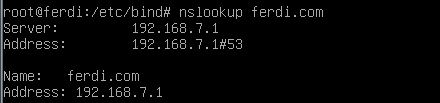 root@ferdi:/etc/bind# nslookup ferdi.com
Server:         192.168.7.1
Address:        192.168.7.1#53

Name:   ferdi.com
Address: 192.168.7.1